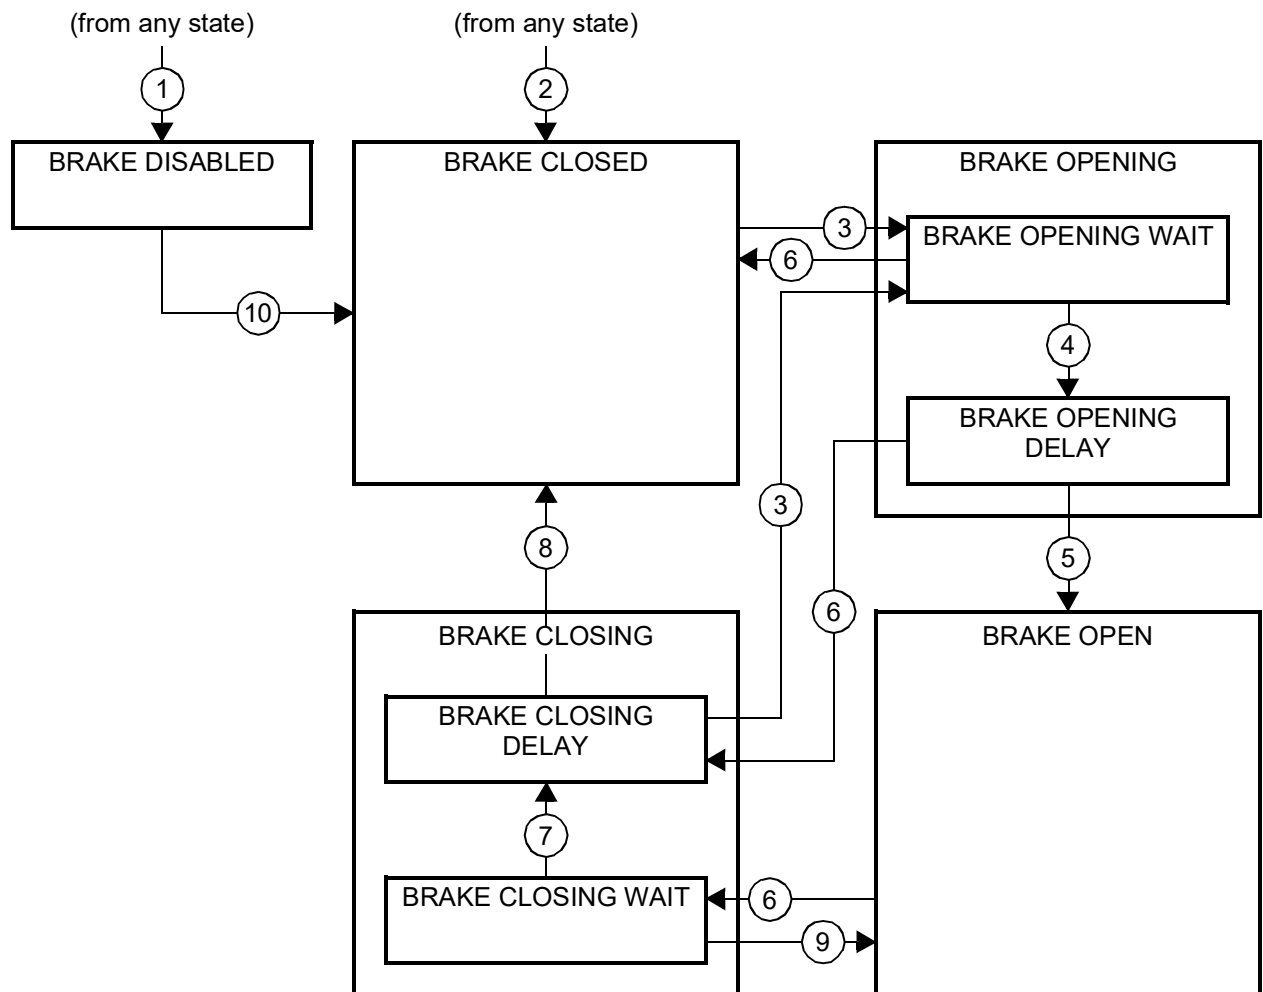 (from any state)
(from any state)
1
2
BRAKE DISABLED
BRAKE CLOSED
BRAKE OPENING
3
BRAKE OPENING WAIT
6
10
4
BRAKE OPENING
DELAY
3
8
5
6
BRAKE CLOSING
BRAKE OPEN
BRAKE CLOSING
DELAY
7
BRAKE CLOSING WAIT
6
9